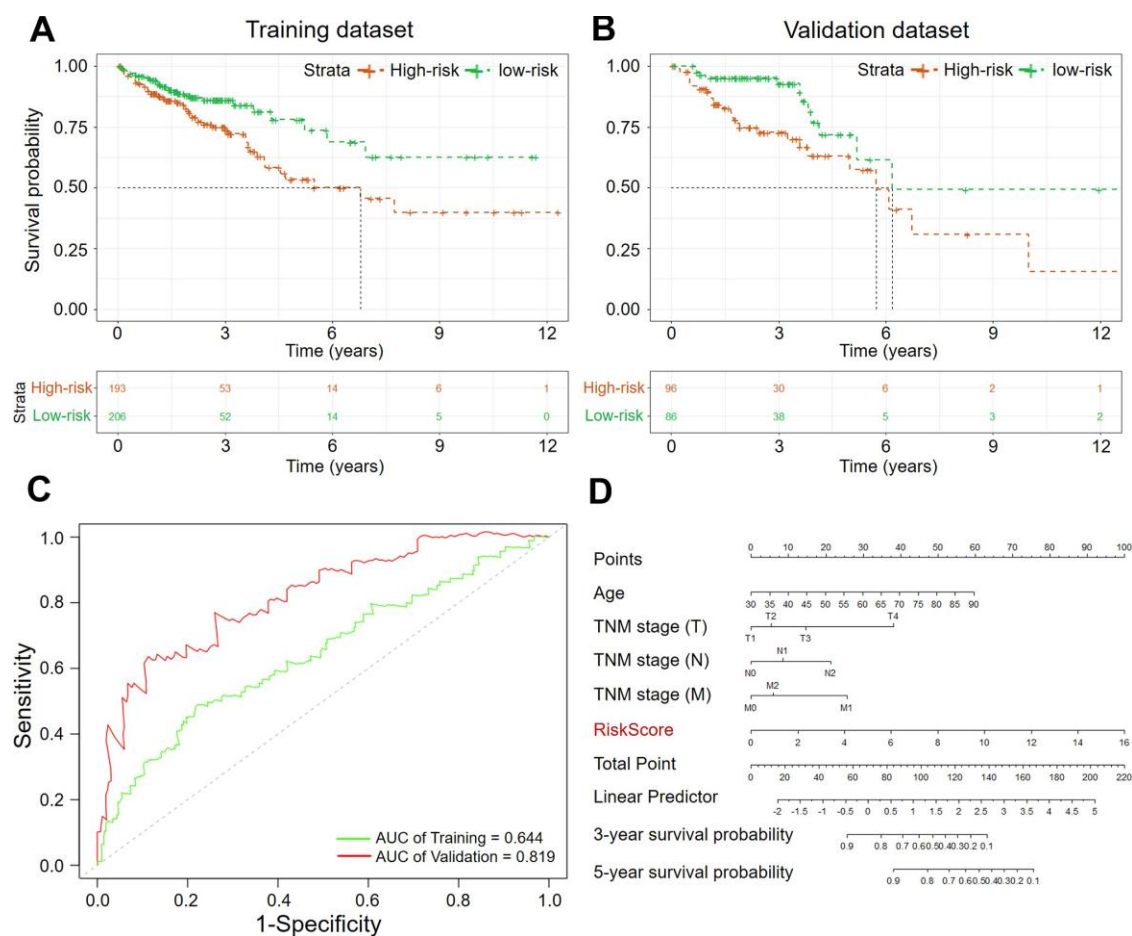 A
Training dataset
Strata High-risk low-risk
Survival probability
1.00
0.75
0.50
0.25
0.00
0 3 6 9 12
Time (years)
Strata
High-risk 193 53 14 6 1
Low-risk 206 52 14 5 0
0 3 6 9 12
Time (years)
B
Validation dataset
Strata High-risk low-risk
1.00
0.75
0.50
0.25
0.00
0 3 6 9 12
Time (years)
High-risk 96 30 6 2 1
Low-risk 86 38 5 3 2
0 3 6 9 12
Time (years)
C
Sensitivity
1.0
0.8
0.6
0.4
0.2
0.0
AUC of Training = 0.644
AUC of Validation = 0.819
0.0 0.2 0.4 0.6 0.8 1.0
1-Specificity
D
Points 0 10 20 30 40 50 60 70 80 90 100
Age
30 35 40 45 50 55 60 65 70 75 80 85 90
T2 T4
TNM stage (T)
T1 T3
N1
TNM stage (N)
N0 N2
M2
TNM stage (M)
M0 M1
RiskScore
0 2 4 6 8 10 12 14 16
Total Point
0 20 40 60 80 100 120 140 160 180 200 220
Linear Predictor
-2 -1.5 -1 -0.5 0 0.5 1 1.5 2 2.5 3 3.5 4 4.5 5
3-year survival probability
0.9 0.8 0.7 0.60.5 0.40.30.2 0.1
5-year survival probability
0.9 0.8 0.7 0.60.50.40.30.2 0.1